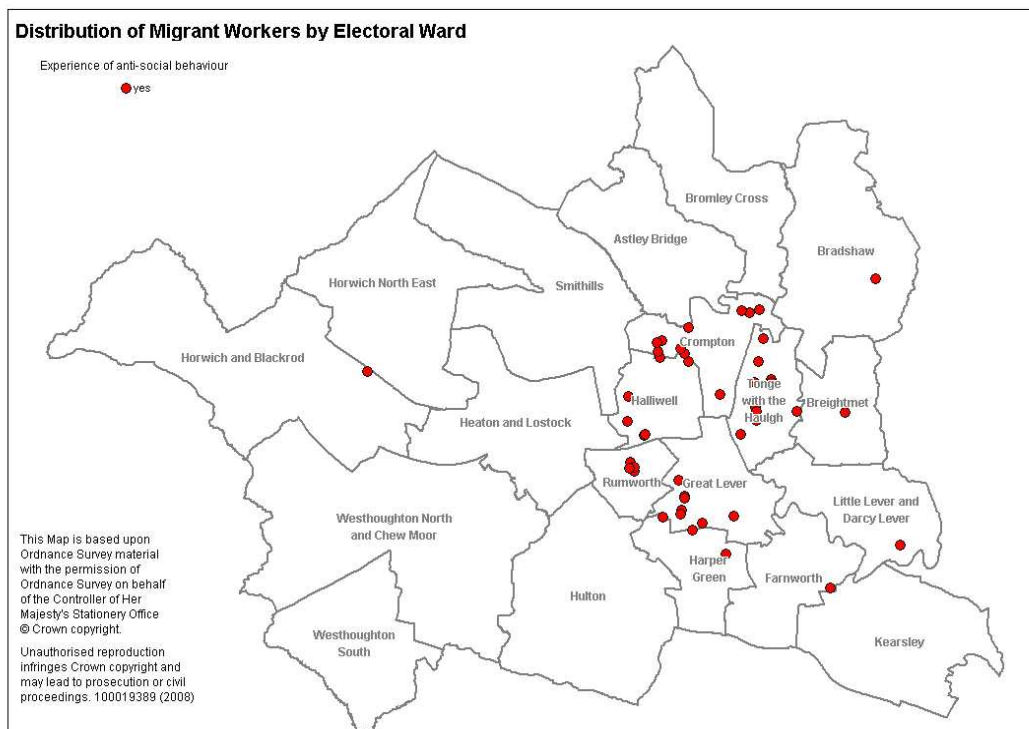 Distribution of Migrant Workers by Electoral Ward
Experience of anti-social behaviour
yes
Bromley Cross
Astley Bridge
Bradshaw
Horwich North East
Smithills
Crompton
Horwich and Blackrod
Tonge
with the
Haulgh
Halliwell
Breightmet
Heaton and Lostock
Rumworth
Great Lever
Little Lever and
Darcy Lever
Westhoughton North
and Chew Moor
Harper
Green
Farnworth
Hulton
Westhoughton
South
Kearsley
This Map is based upon
Ordnance Survey material
with the permission of
Ordnance Survey on behalf
of the Controller of Her
Majesty's Stationery Office
© Crown copyright.
Unauthorised reproduction
infringes Crown copyright and
may lead to prosecution or civil
proceedings. 100019389 (2008)